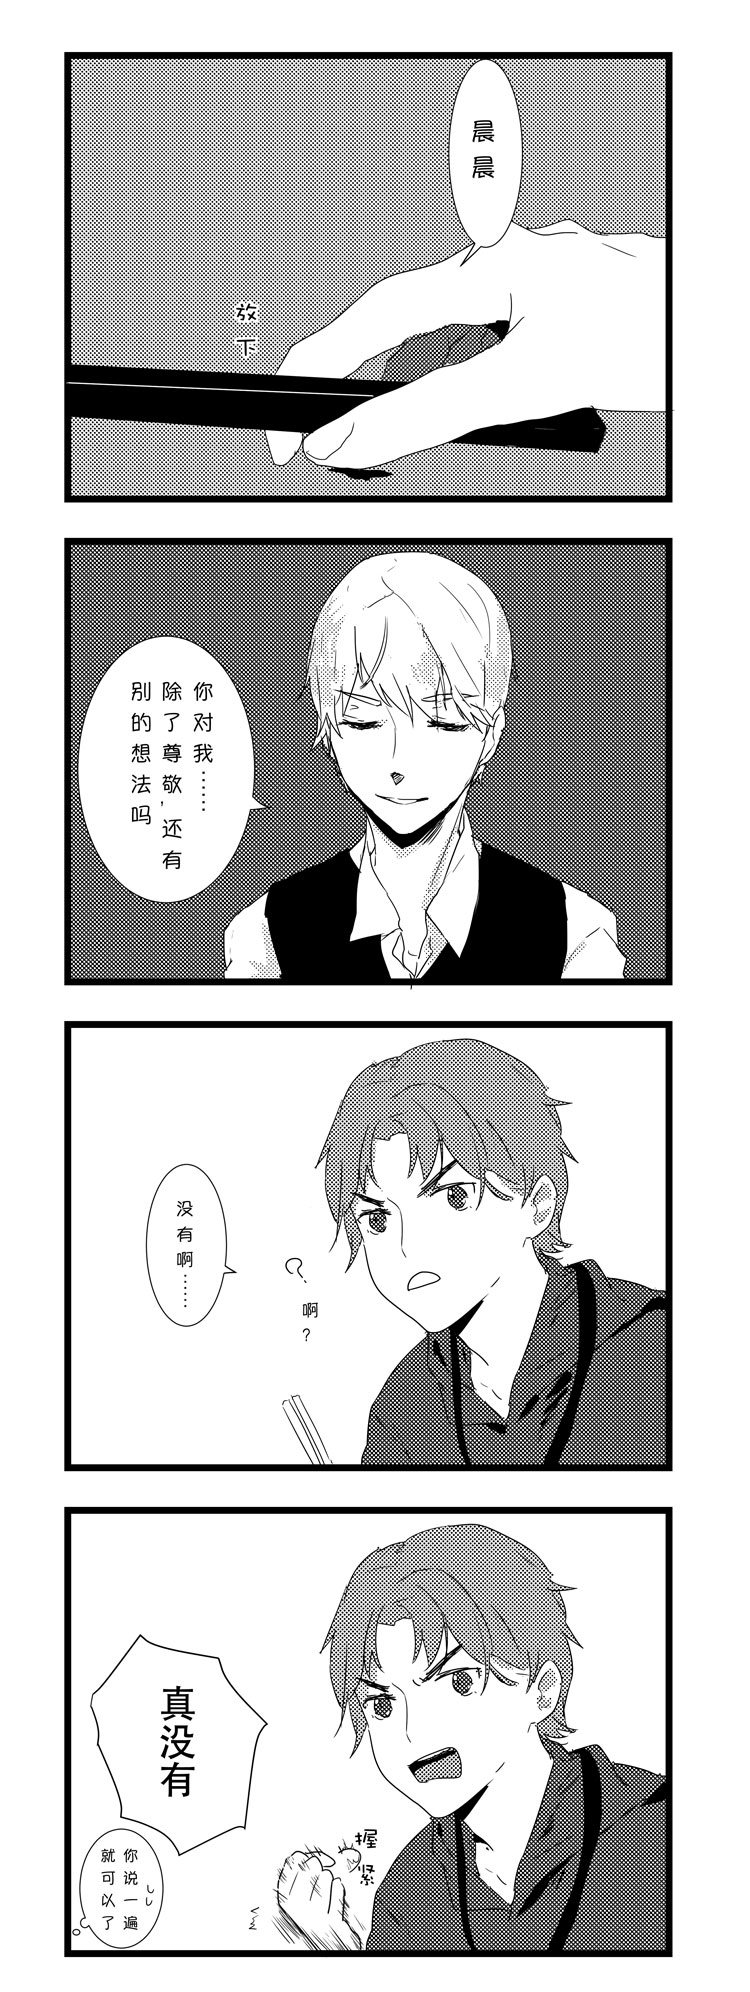 晨晨
放下
你对我……
除了尊敬，还有
别的想法吗
没有啊……
啊？
真没有
握紧
你说一遍
就可以了